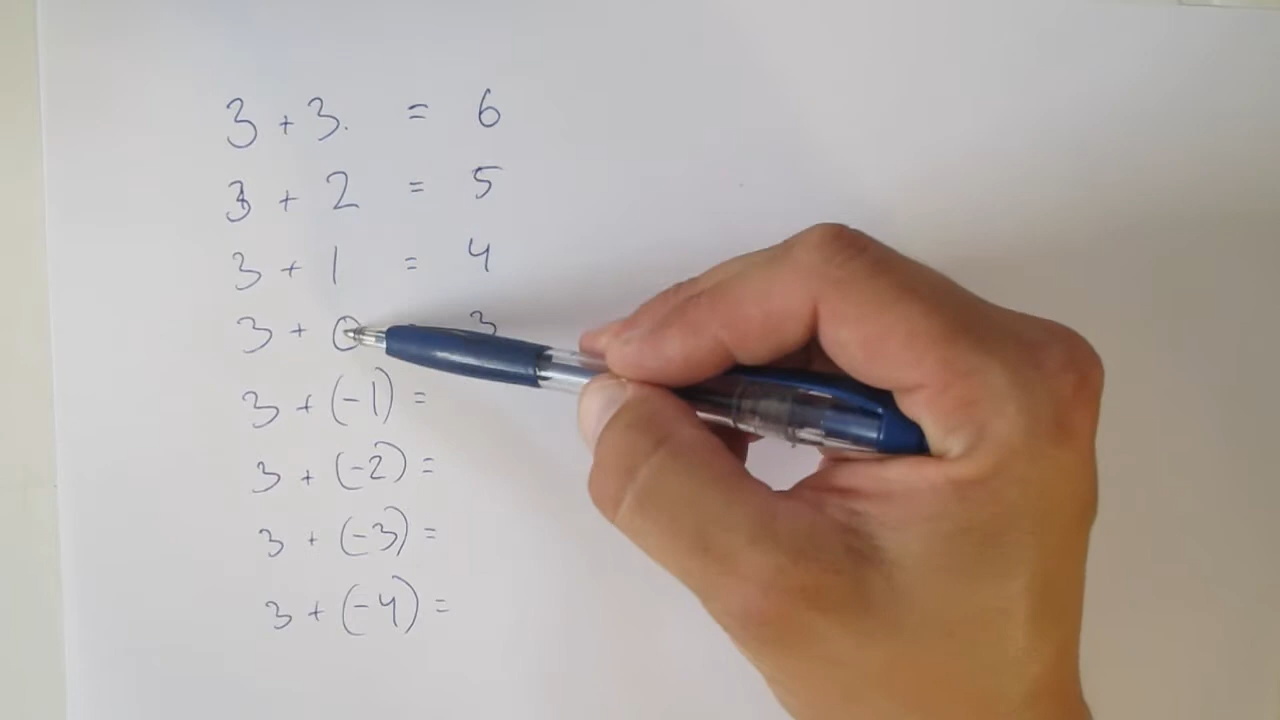 3 + 3. = 6
3 + 2 = 5
3 + 1 = 4
3 + 0 = 3
3 + (-1) =
3 + (-2) =
3 + (-3) =
3 + (-4) =